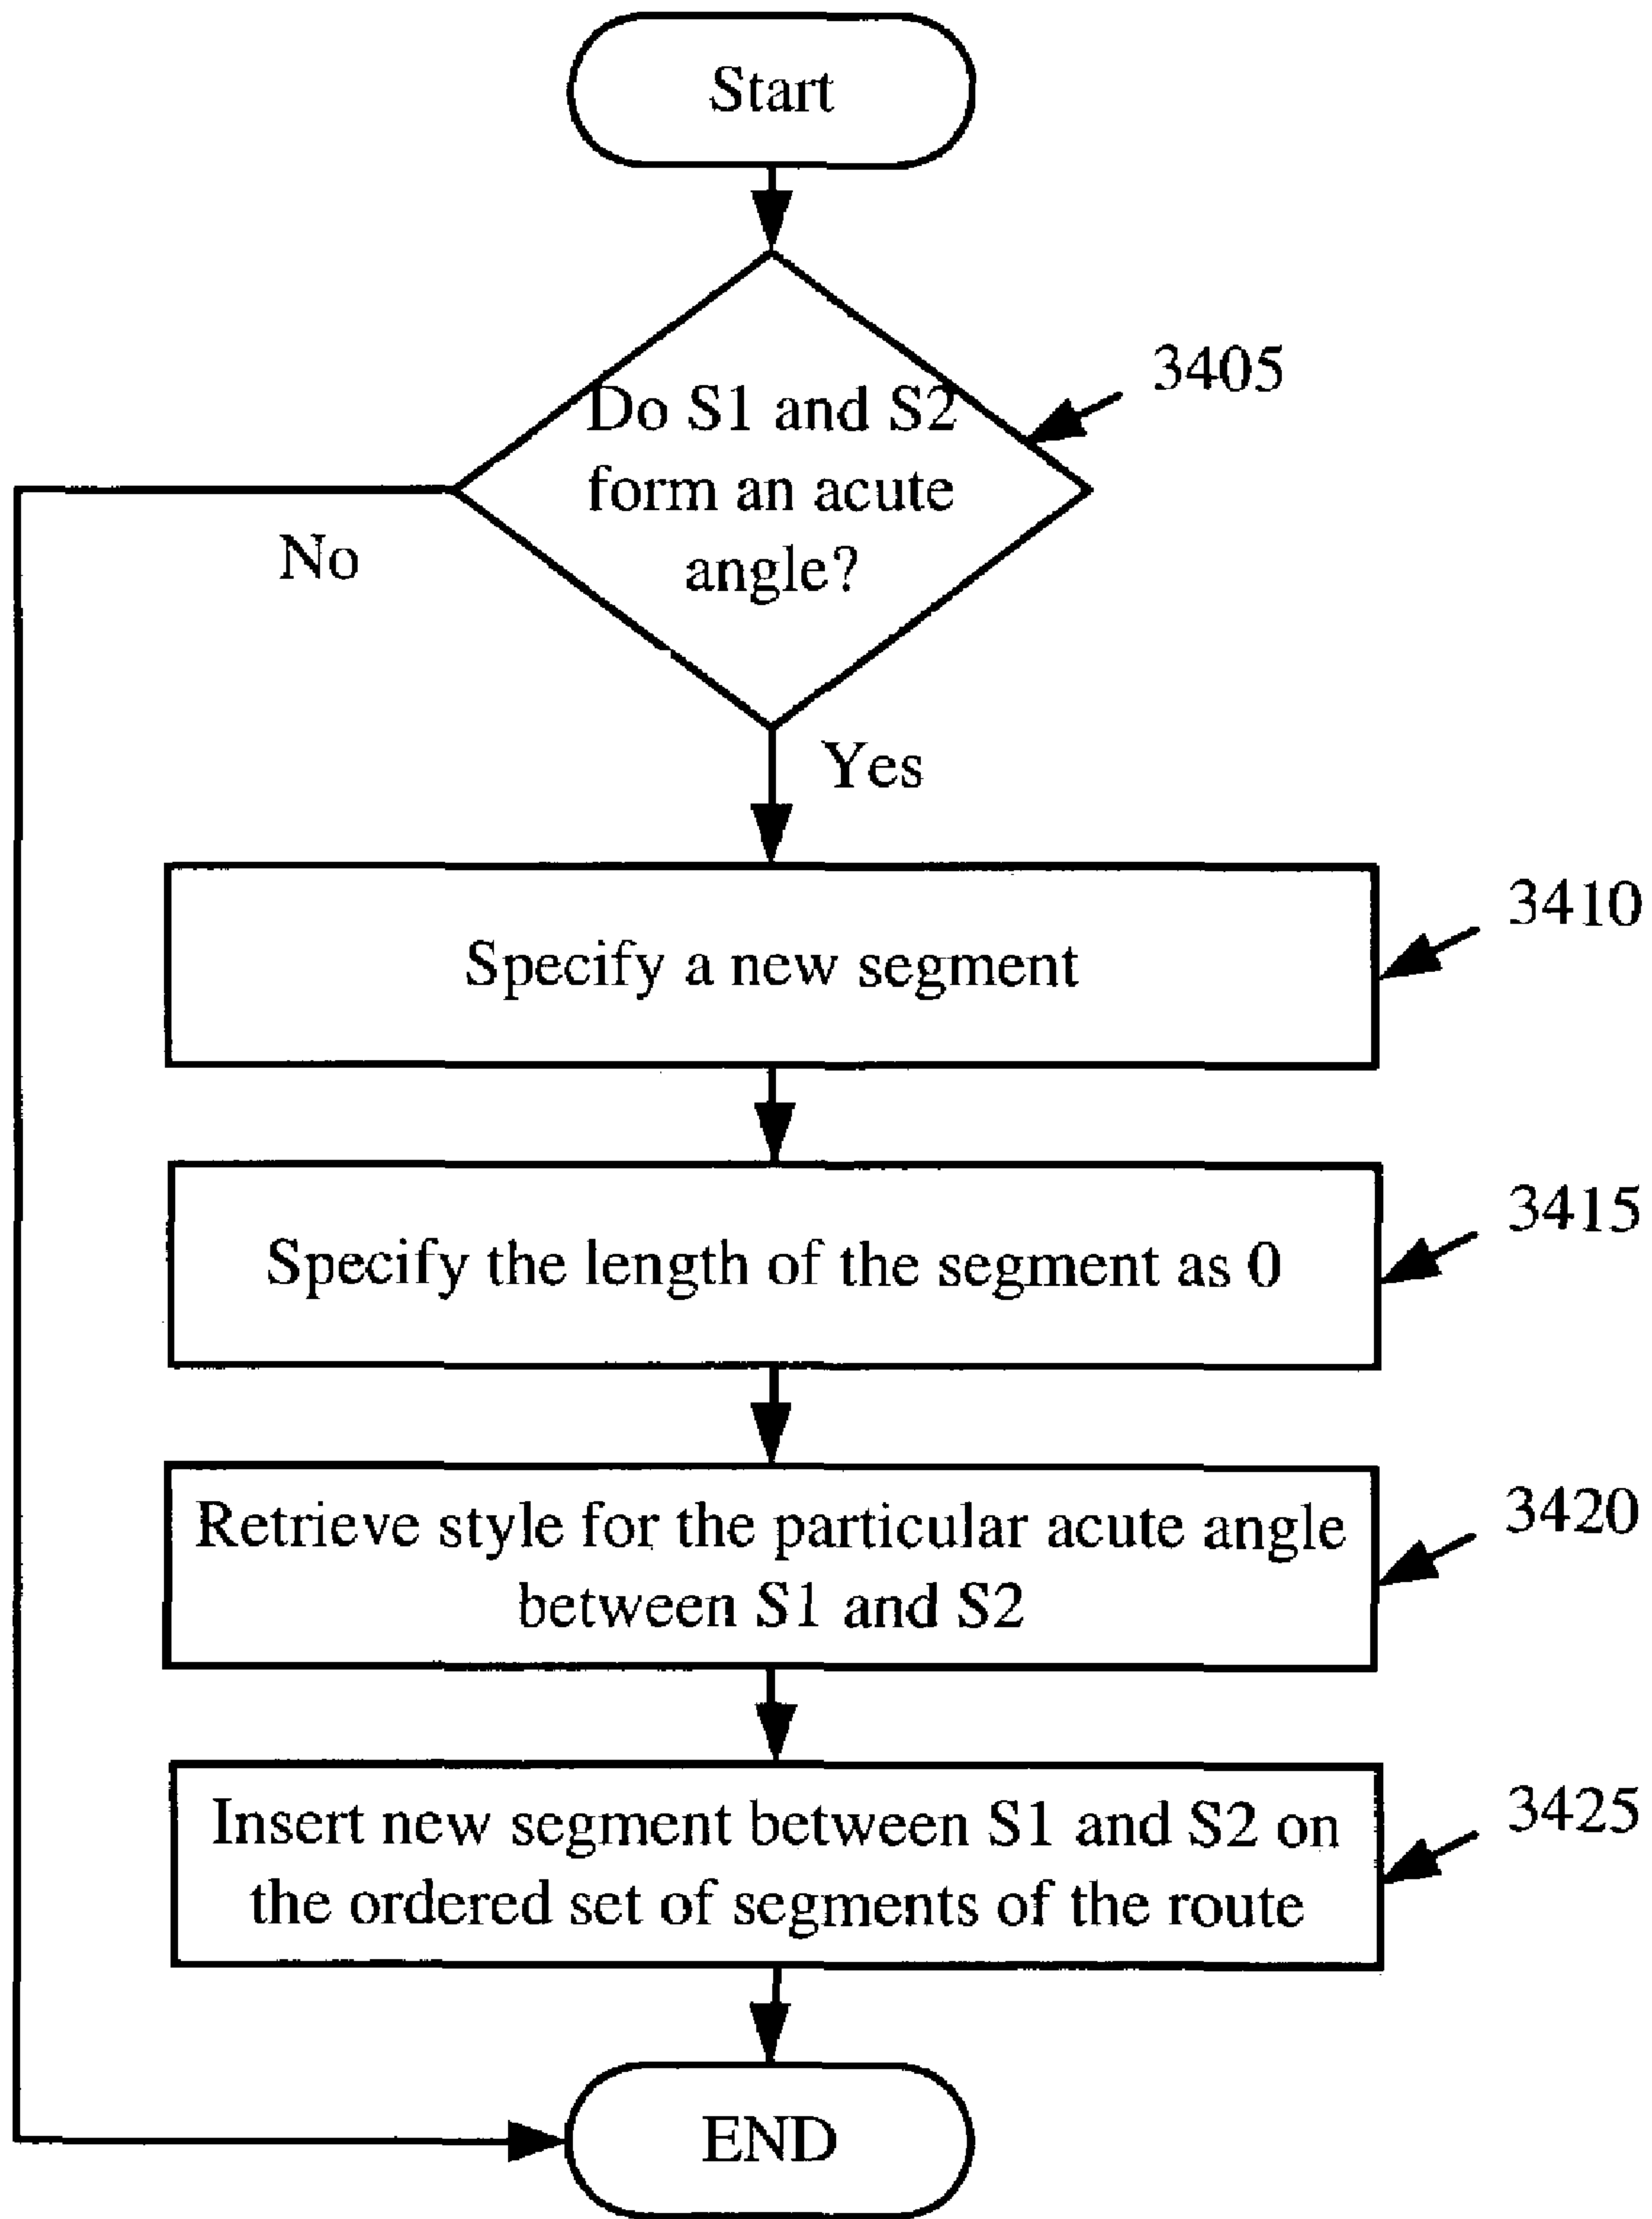 Start
Do S1 and S2
form an acute
angle?
3405
No
Yes
Specify a new segment
3410
Specify the length of the segment as 0
3415
Retrieve style for the particular acute angle
between S1 and S2
3420
Insert new segment between S1 and S2 on
the ordered set of segments of the route
3425
END